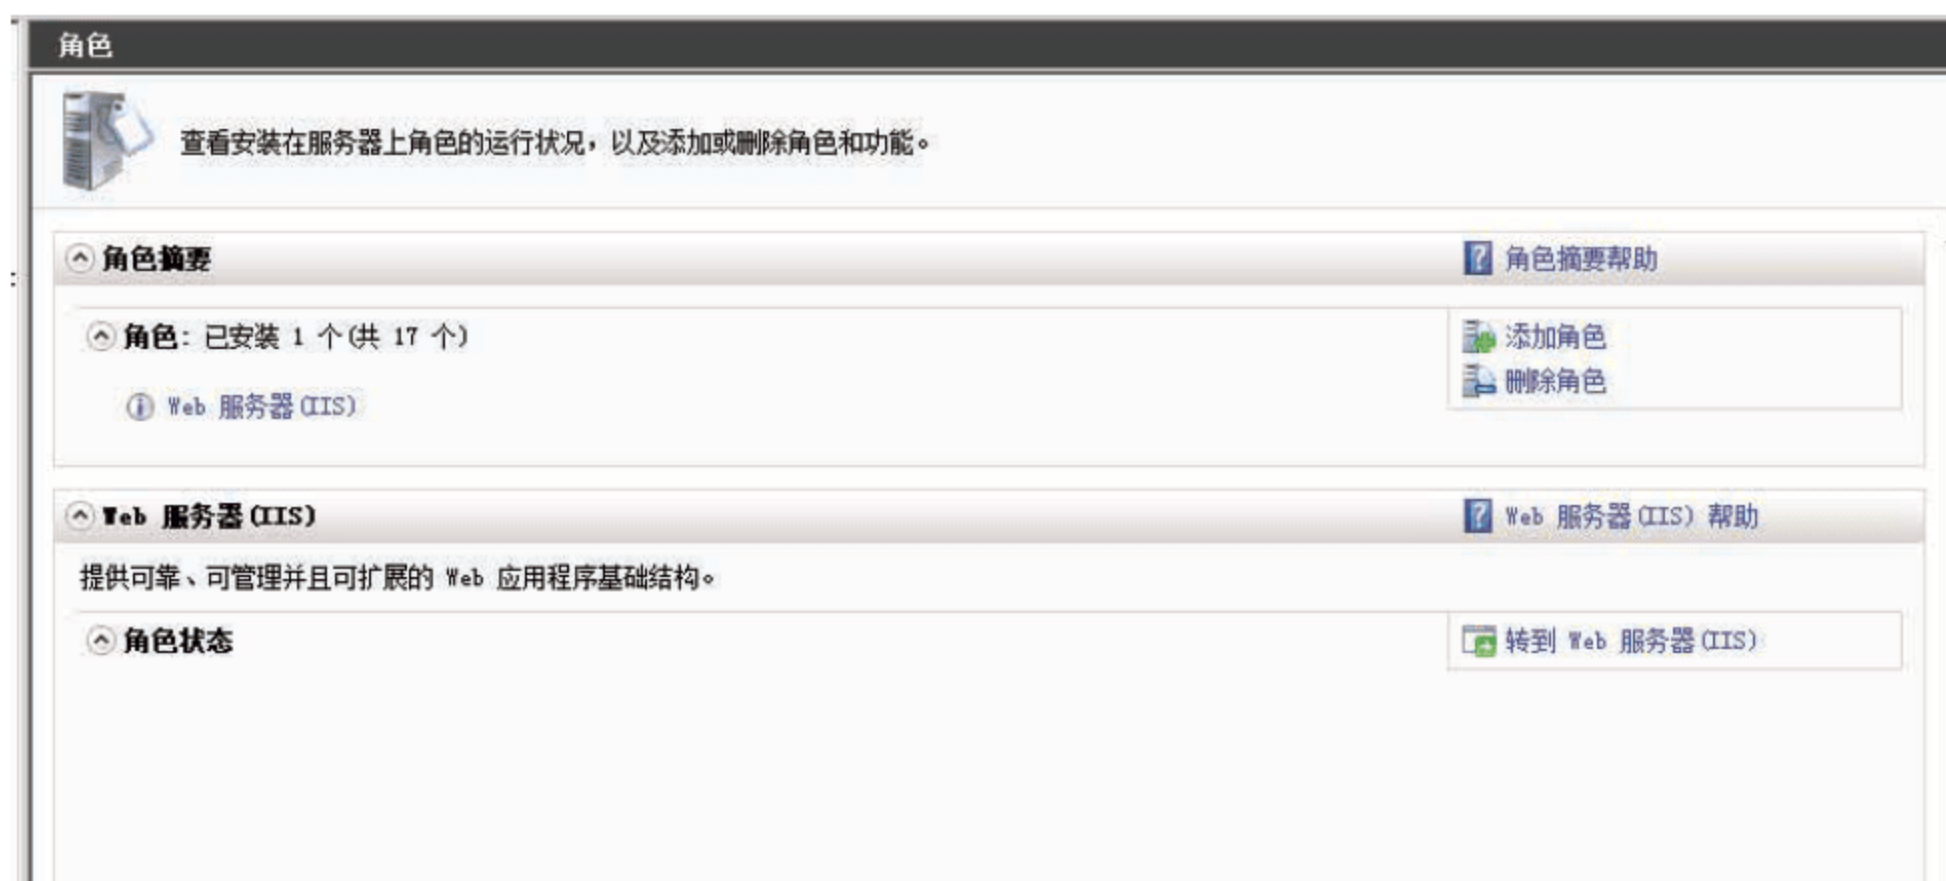 角色
查看安装在服务器上角色的运行状况，以及添加或删除角色和功能。
角色摘要
角色摘要帮助
角色: 已安装 1 个(共 17 个)
添加角色
删除角色
Web 服务器(IIS)
Web 服务器(IIS)
Web 服务器(IIS) 帮助
提供可靠、可管理并且可扩展的 Web 应用程序基础结构。
角色状态
转到 Web 服务器(IIS)